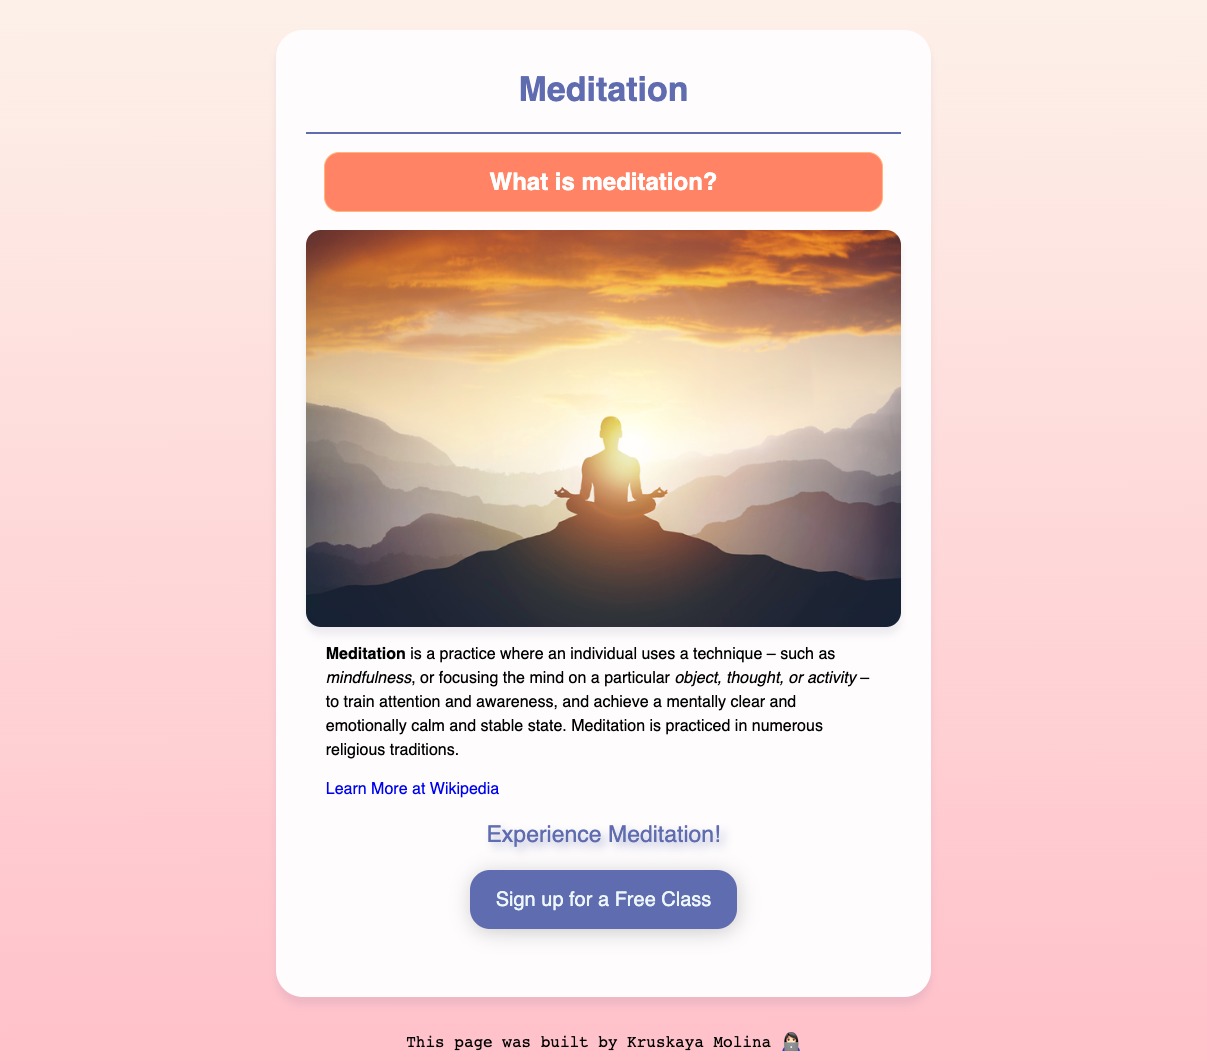 Meditation
What is meditation?
Meditation is a practice where an individual uses a technique – such as
mindfulness, or focusing the mind on a particular object, thought, or activity –
to train attention and awareness, and achieve a mentally clear and
emotionally calm and stable state. Meditation is practiced in numerous
religious traditions.
Learn More at Wikipedia
Experience Meditation!
Sign up for a Free Class
This page was built by Kruskaya Molina 👩🏻‍💻